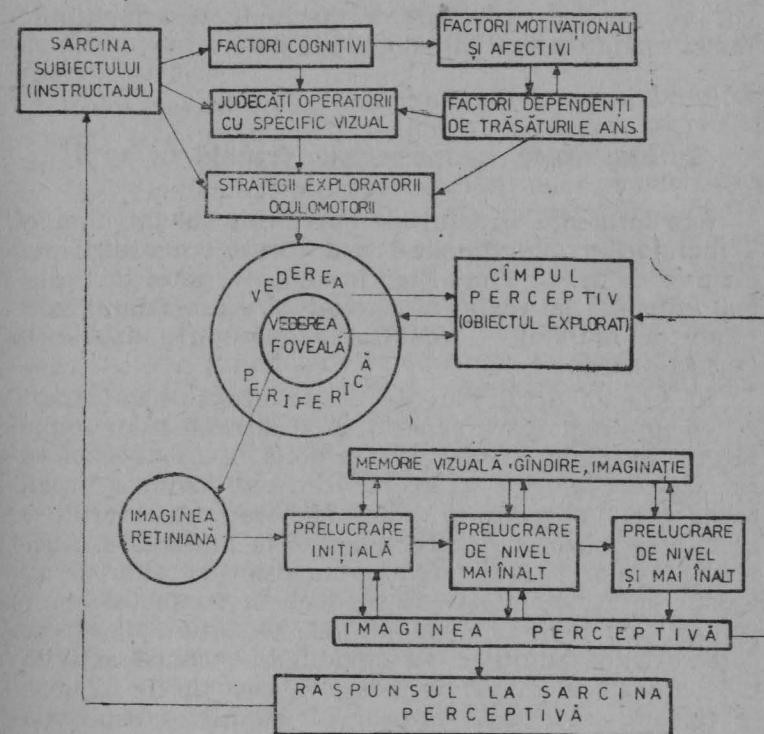 SARCINA
SUBIECTULUI
(INSTRUCTAJUL)
FACTORI COGNITIVI
FACTORI MOTIVAȚIONALI
ȘI AFECTIVI
JUDECĂȚI OPERATORII
CU SPECIFIC VIZUAL
FACTORI DEPENDENȚI
DE TRĂSĂTURILE A.N.S.
STRATEGII EXPLORATORII
OCULOMOTORII
VEDEREA
PERIFERICĂ
VEDEREA
FOVEALĂ
CÎMPUL
PERCEPTIV
(OBIECTUL EXPLORAT)
MEMORIE VIZUALĂ, GÎNDIRE, IMAGINAȚIE
IMAGINEA
RETINIANĂ
PRELUCRARE
INIȚIALĂ
PRELUCRARE
DE NIVEL
MAI ÎNALT
PRELUCRARE
DE NIVEL
ȘI MAI ÎNALT
IMAGINEA PERCEPTIVĂ
RĂSPUNSUL LA SARCINA
PERCEPTIVĂ